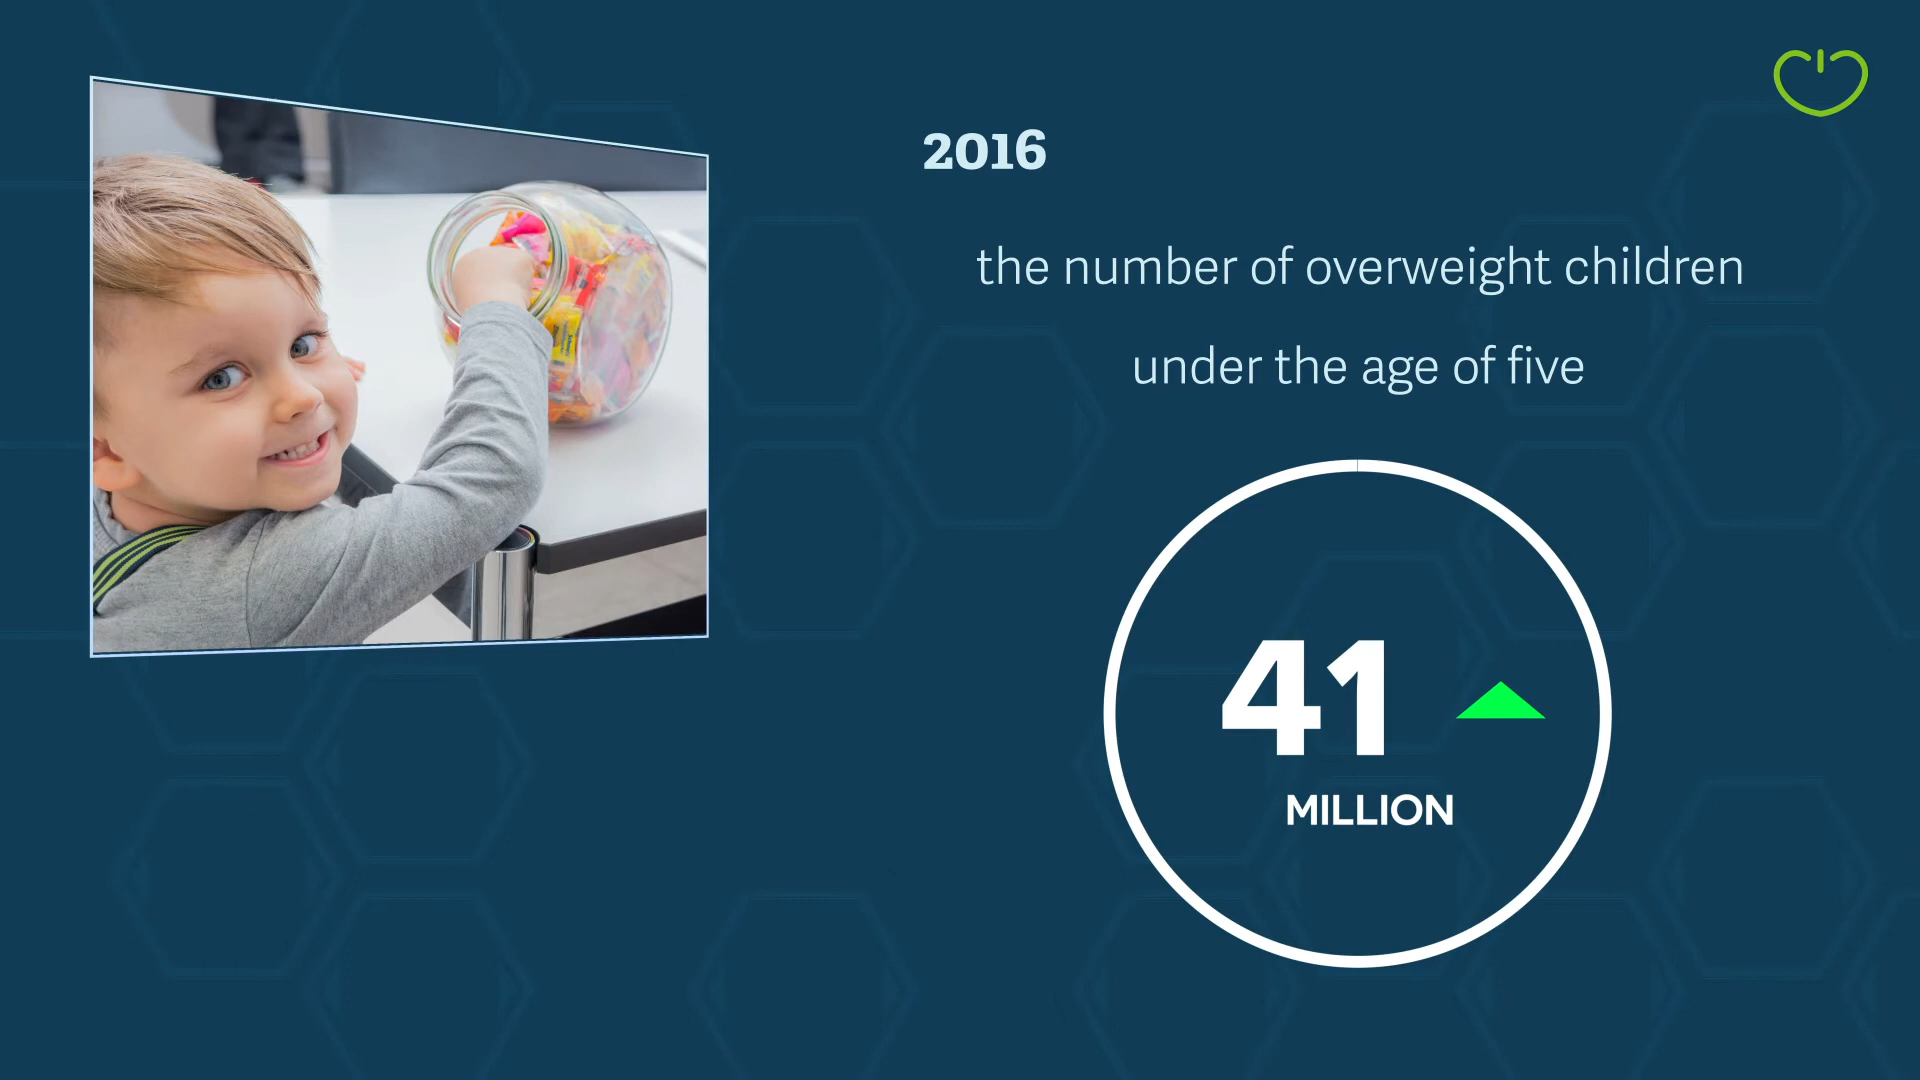 2016
the number of overweight children
under the age of five
41
MILLION